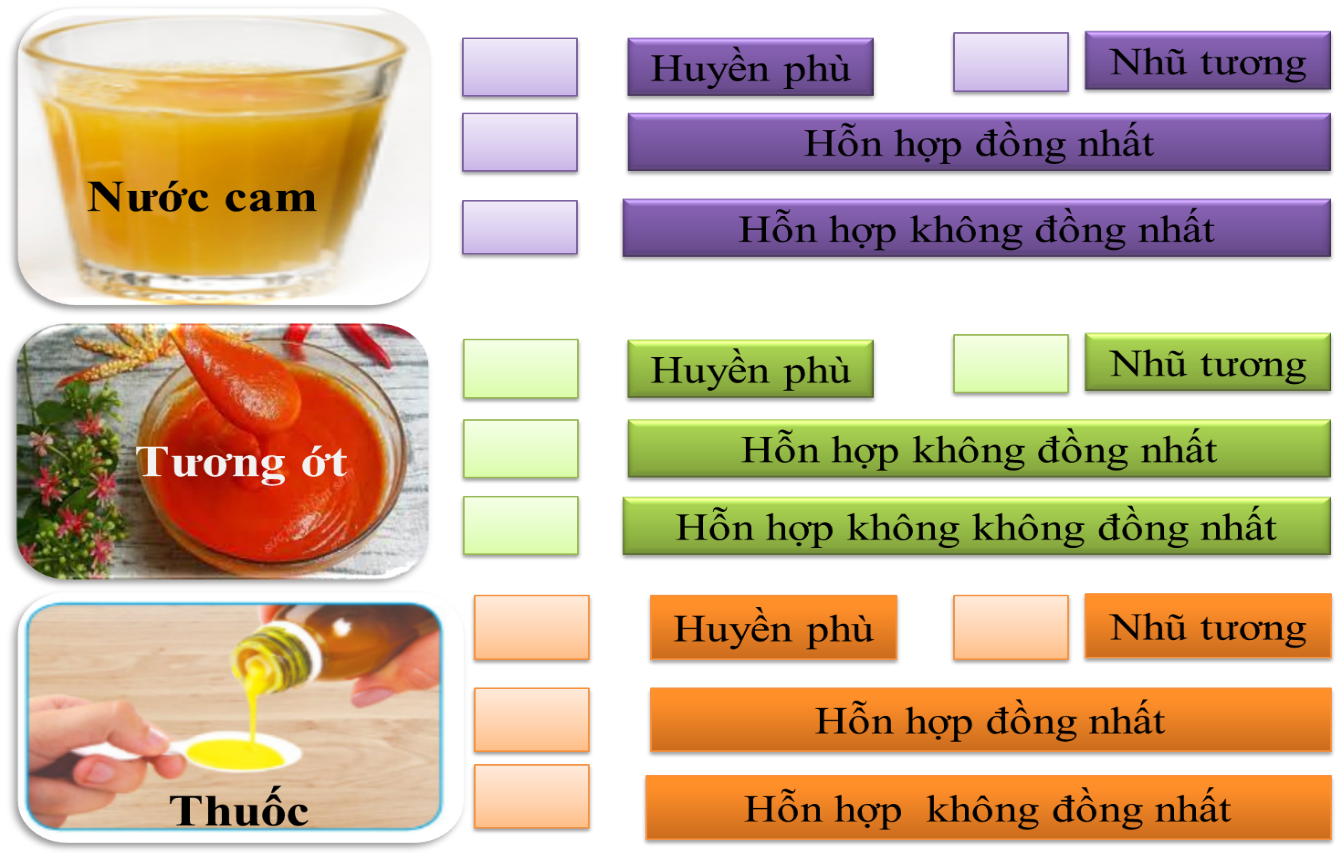 Nước cam
Huyền phù
Nhũ tương
Hỗn hợp đồng nhất
Hỗn hợp không đồng nhất
Tương ớt
Huyền phù
Nhũ tương
Hỗn hợp không đồng nhất
Hỗn hợp không không đồng nhất
Thuốc
Huyền phù
Nhũ tương
Hỗn hợp đồng nhất
Hỗn hợp không đồng nhất